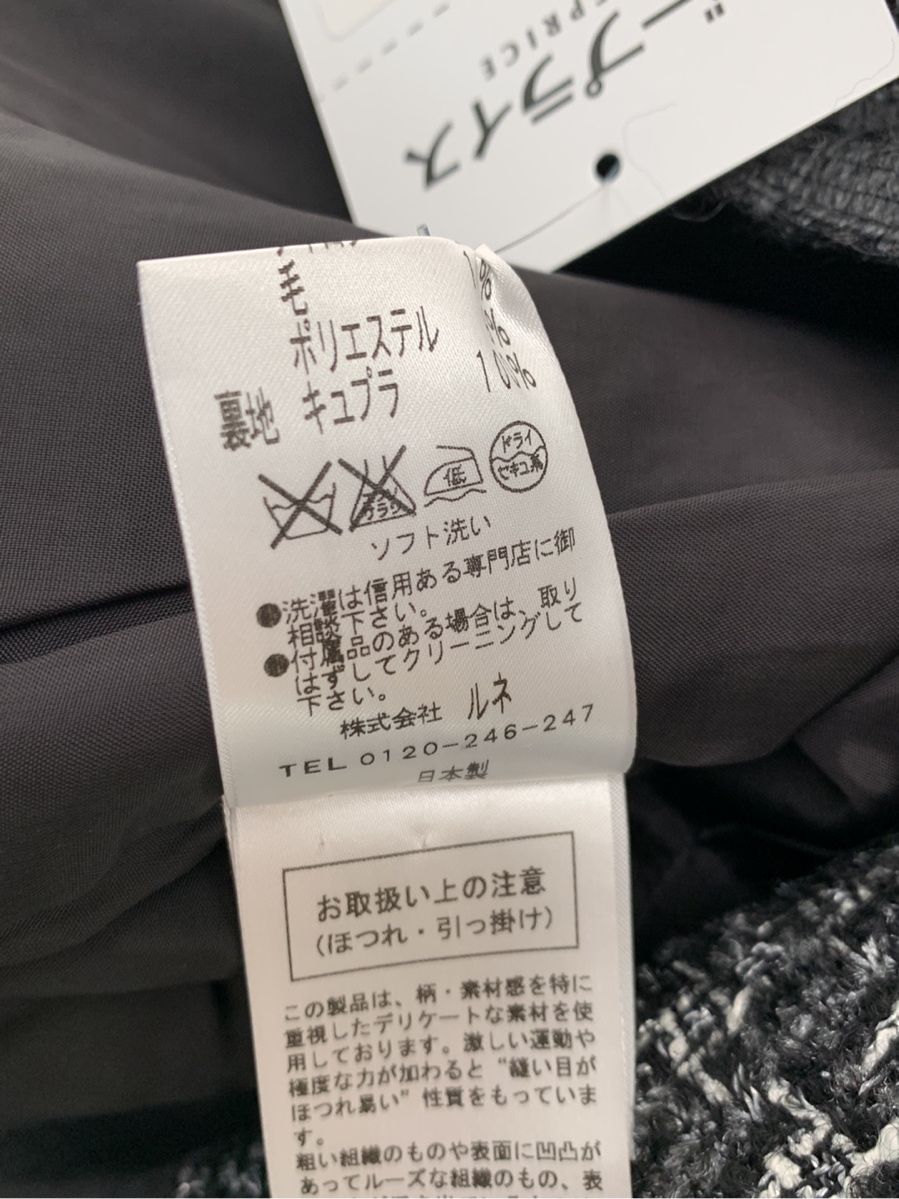 ープライス
PRICE
毛
ポリエステル %
裏地 キュプラ 100%
低
ドライ
セキユ系
ソフト洗い
●洗濯は信用ある専門店に御
相談下さい。
●付属品のある場合は、取り
はずしてクリーニングして
下さい。
株式会社 ルネ
TEL 0120-246-247
日本製
お取扱い上の注意
(ほつれ・引っ掛け)
この製品は、柄・素材感を特に
重視したデリケートな素材を使
用しております。激しい運動や
極度な力が加わると“縫い目が
ほつれ易い”性質をもっていま
す。
粗い組織のものや表面に凹凸が
あってルーズな組織のもの、表